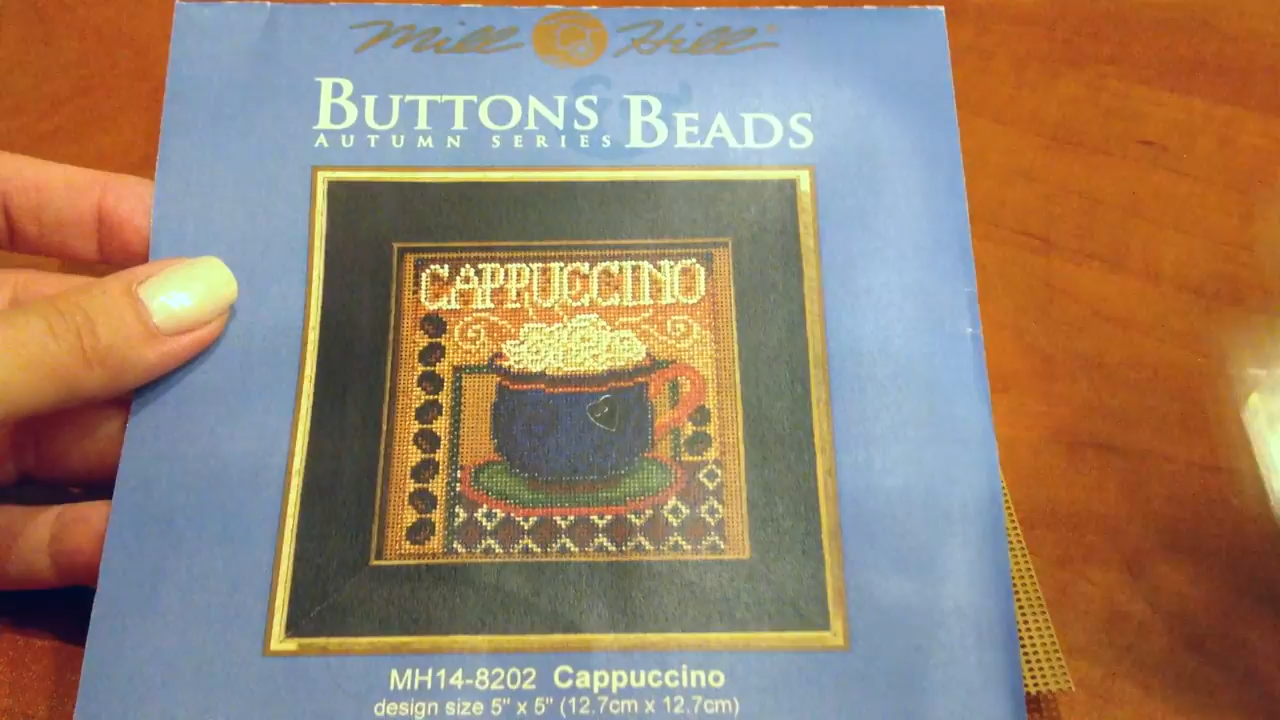 Mill Hill®
BUTTONS & BEADS
AUTUMN SERIES
CAPPUCCINO
MH14-8202 Cappuccino
design size 5" x 5" (12.7cm x 12.7cm)